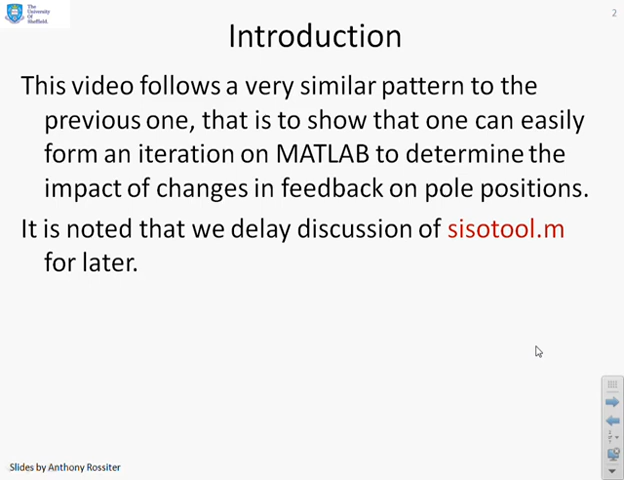 The
University
Of
Sheffield.
2
Introduction
This video follows a very similar pattern to the
previous one, that is to show that one can easily
form an iteration on MATLAB to determine the
impact of changes in feedback on pole positions.
It is noted that we delay discussion of sisotool.m
for later.
Slides by Anthony Rossiter